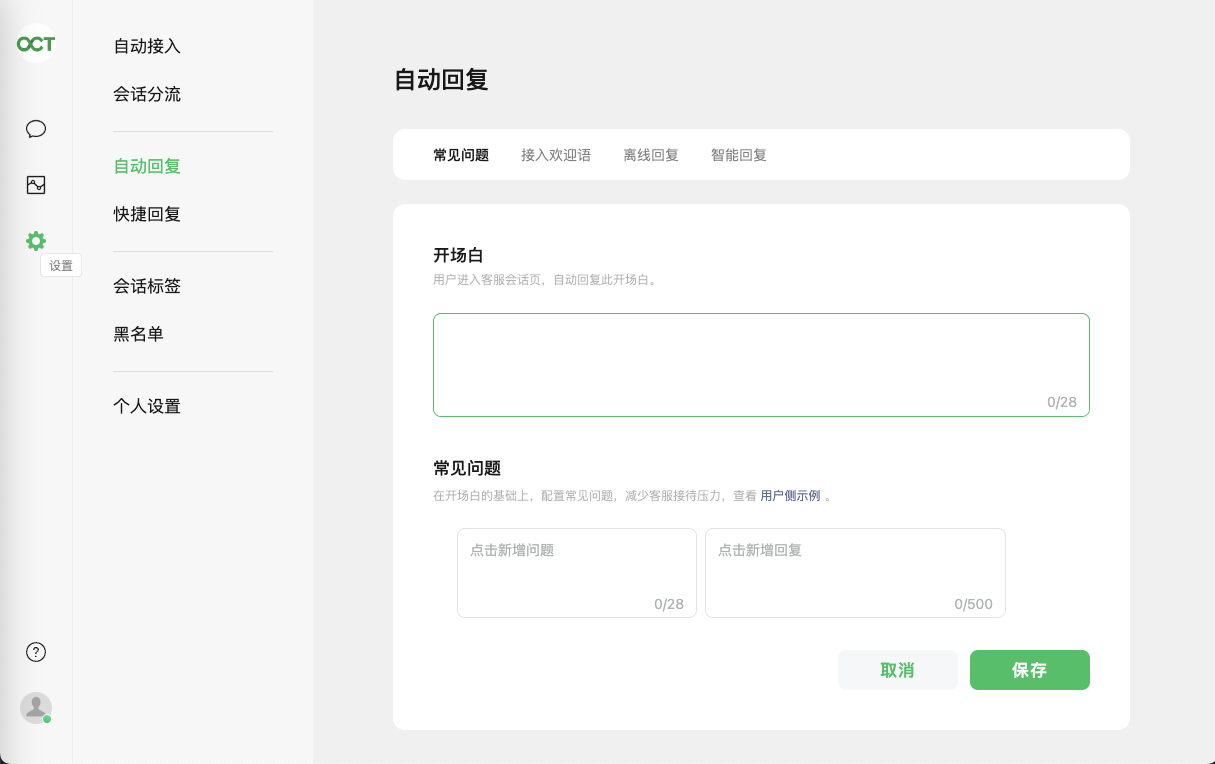 OCT
设置
?
自动接入
会话分流
自动回复
快捷回复
会话标签
黑名单
个人设置
自动回复
常见问题 接入欢迎语 离线回复 智能回复
开场白
用户进入客服会话页，自动回复此开场白。
0/28
常见问题
在开场白的基础上，配置常见问题，减少客服接待压力，查看 用户侧示例 。
点击新增问题 点击新增回复
0/28 0/500
取消 保存